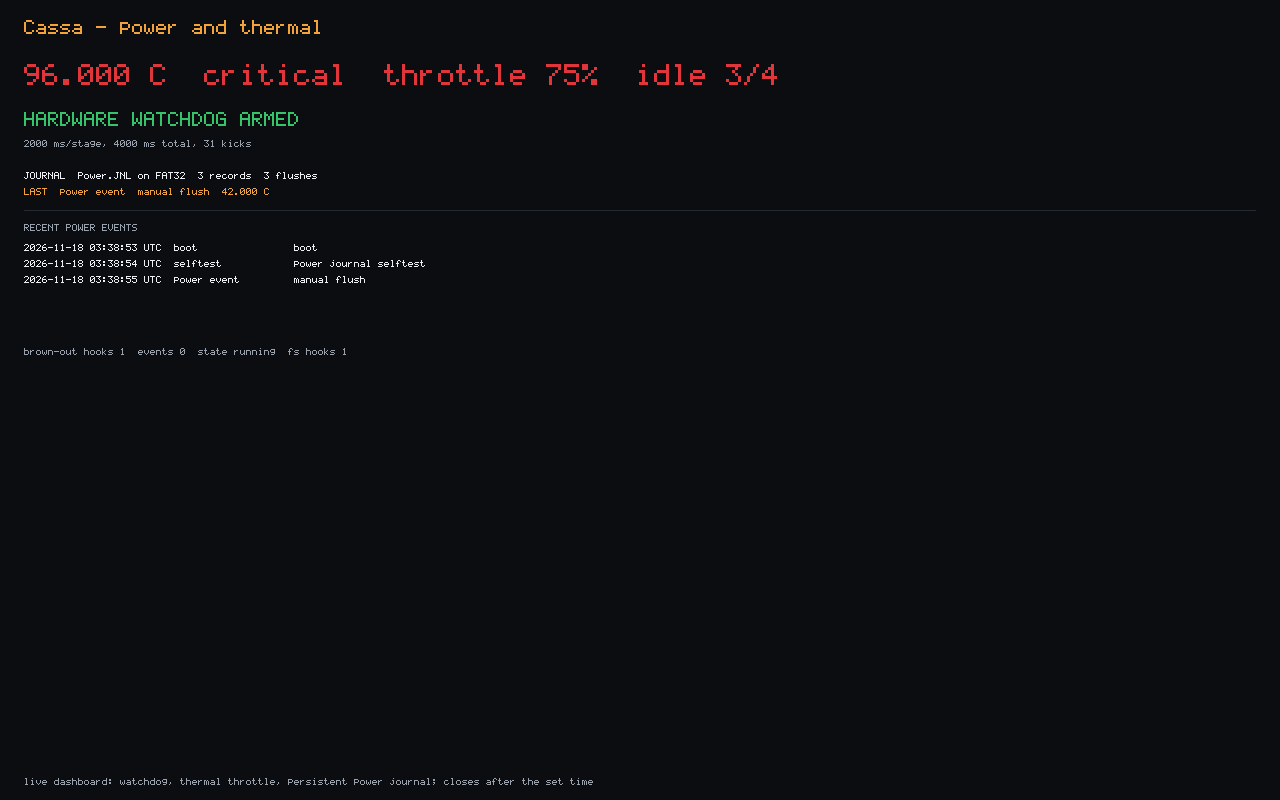 Cassa - Power and thermal
96.000 C  critical  throttle 75%  idle 3/4
HARDWARE WATCHDOG ARMED
2000 ms/stage, 4000 ms total, 31 kicks
JOURNAL  Power.JNL on FAT32  3 records  3 flushes
LAST  Power event  manual flush  42.000 C
RECENT POWER EVENTS
2026-11-18 03:38:53 UTC  boot  boot
2026-11-18 03:38:54 UTC  selftest  Power journal selftest
2026-11-18 03:38:55 UTC  Power event  manual flush
brown-out hooks 1  events 0  state running  fs hooks 1
live dashboard: watchdog, thermal throttle, Persistent Power journal; closes after the set time